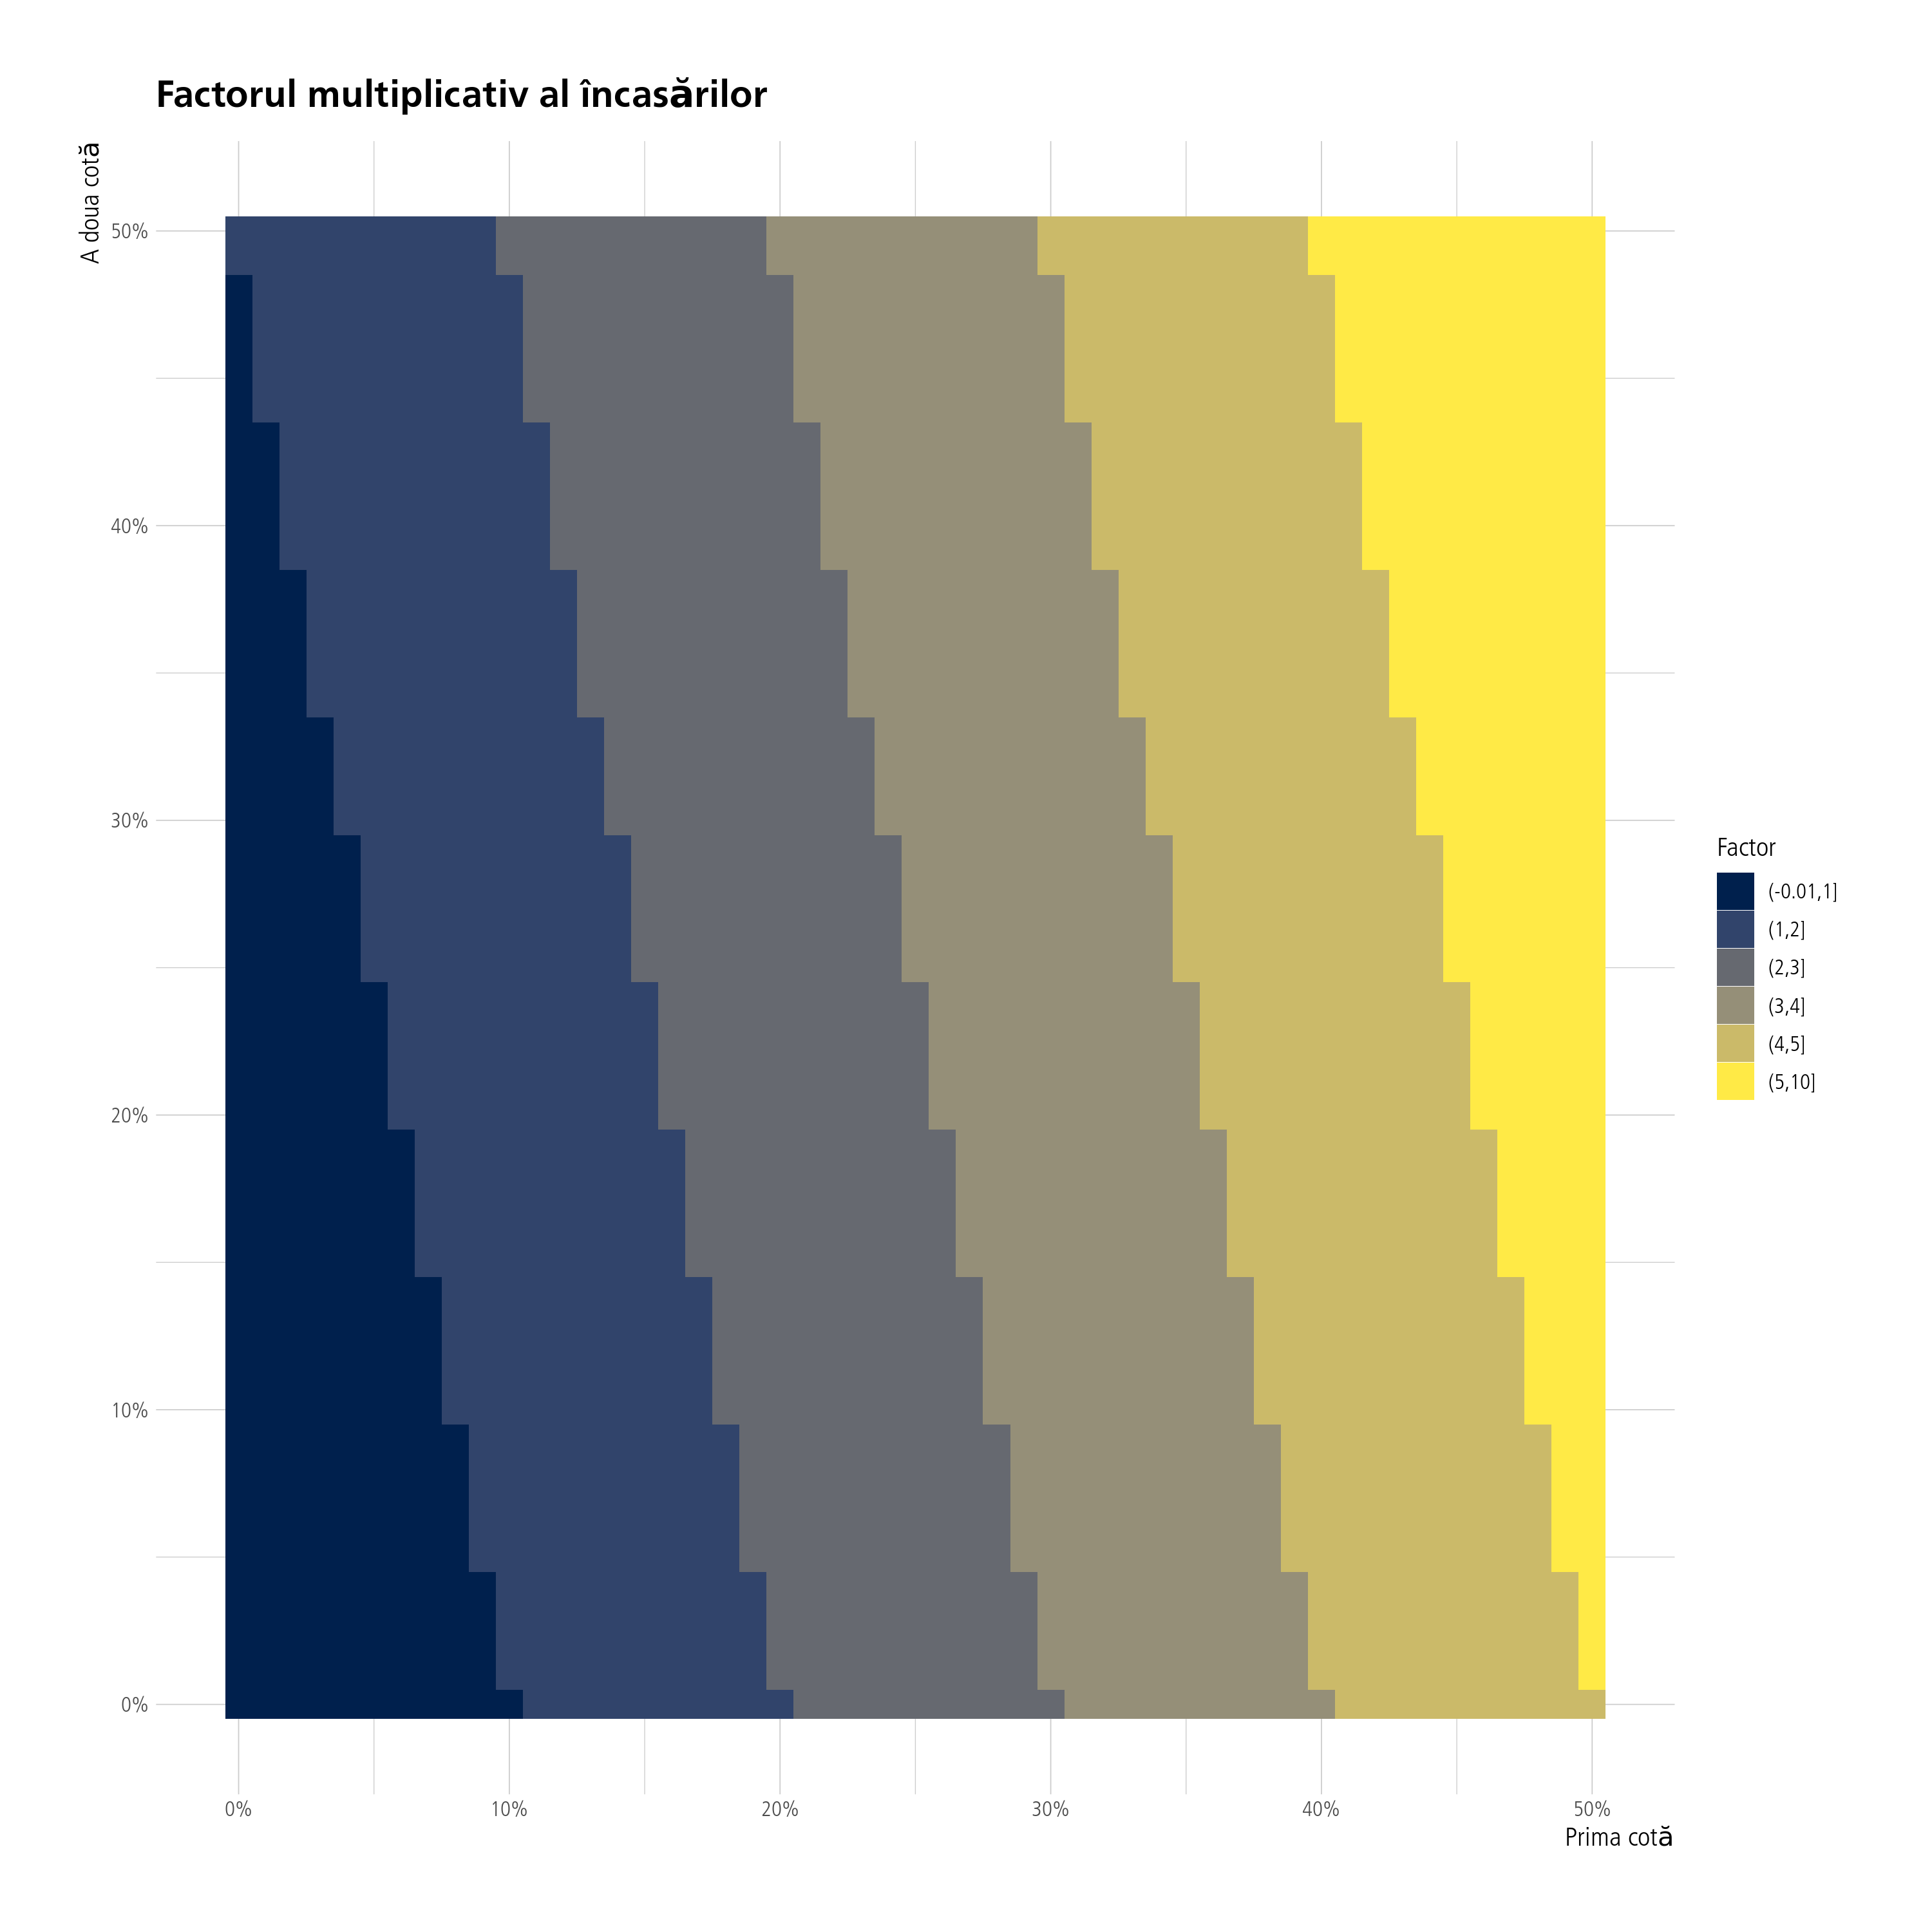 Factorul multiplicativ al încasărilor
A doua cotă
50%
40%
30%
20%
10%
0%
0% 10% 20% 30% 40% 50%
Prima cotă
Factor
(-0.01,1]
(1,2]
(2,3]
(3,4]
(4,5]
(5,10]